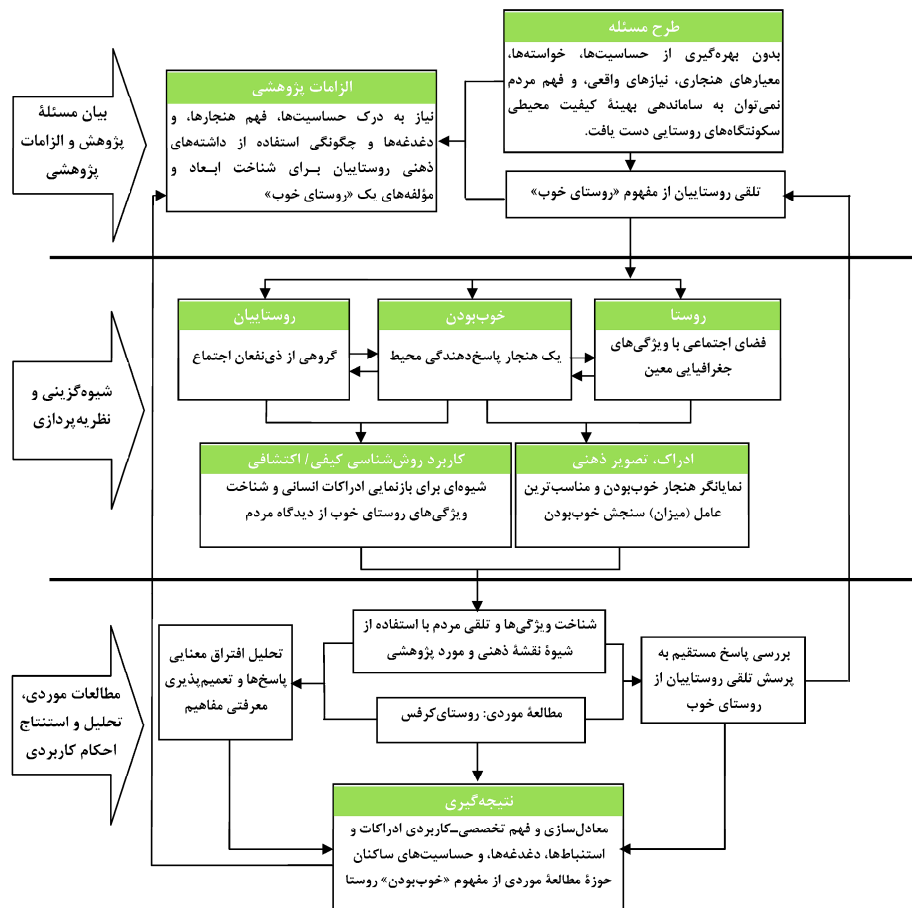 طرح مسئله
بدون بهره‌گیری از حساسیت‌ها، خواسته‌ها،
معیارهای هنجاری، نیازهای واقعی، و فهم مردم
نمی‌توان به ساماندهی بهینهٔ کیفیت محیطی
سکونتگاه‌های روستایی دست یافت.
الزامات پژوهشی
نیاز به درک حساسیت‌ها، فهم هنجارها، و
دغدغه‌ها و چگونگی استفاده از داشته‌های
ذهنی روستاییان برای شناخت ابعاد و
مؤلفه‌های یک «روستای خوب»
بیان مسئلهٔ
پژوهش و الزامات
پژوهشی
تلقی روستاییان از مفهوم «روستای خوب»
روستا
فضای اجتماعی با ویژگی‌های
جغرافیایی معین
خوب‌بودن
یک هنجار پاسخ‌دهندگی محیط
روستاییان
گروهی از ذی‌نفعان اجتماع
شیوه‌گزینی و
نظریه‌پردازی
ادراک، تصویر ذهنی
نمایانگر هنجار خوب‌بودن و مناسب‌ترین
عامل (میزان) سنجش خوب‌بودن
کاربرد روش‌شناسی کیفی/ اکتشافی
شیوه‌ای برای بازنمایی ادراکات انسانی و شناخت
ویژگی‌های روستای خوب از دیدگاه مردم
شناخت ویژگی‌ها و تلقی مردم با استفاده از
شیوهٔ نقشهٔ ذهنی و مورد پژوهشی
بررسی پاسخ مستقیم به
پرسش تلقی روستاییان از
روستای خوب
تحلیل افتراق معنایی
پاسخ‌ها و تعمیم‌پذیری
معرفتی مفاهیم
مطالعهٔ موردی: روستای‌کرفس
مطالعات موردی،
تحلیل و استنتاج
احکام کاربردی
نتیجه‌گیری
معادل‌سازی و فهم تخصصی–کاربردی ادراکات و
استنباط‌ها، دغدغه‌ها، و حساسیت‌های ساکنان
حوزهٔ مطالعهٔ موردی از مفهوم «خوب‌بودن» روستا